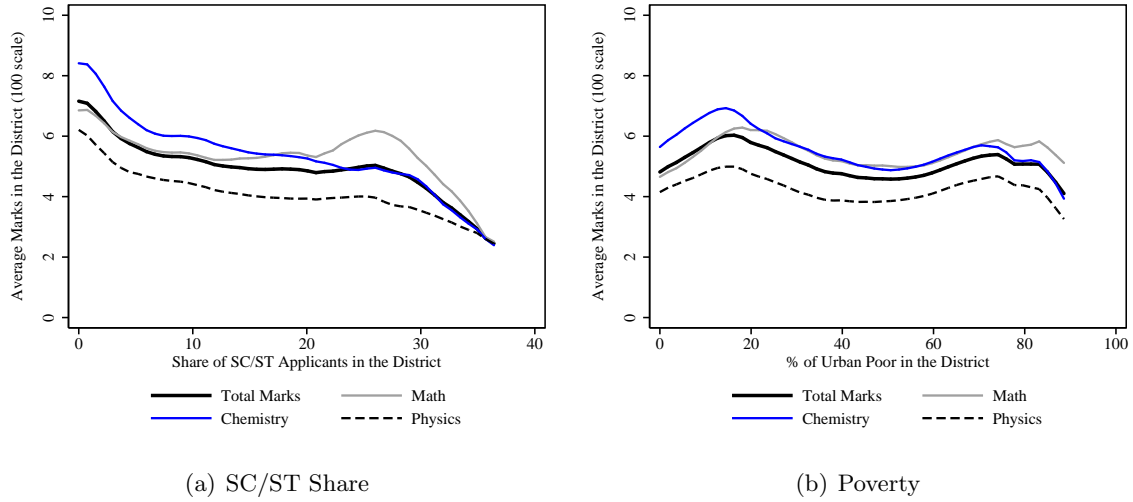 Average Marks in the District (100 scale)
10
8
6
4
2
0
0 10 20 30 40
Share of SC/ST Applicants in the District
Total Marks Math
Chemistry Physics
(a) SC/ST Share
Average Marks in the District (100 scale)
10
8
6
4
2
0
0 20 40 60 80 100
% of Urban Poor in the District
Total Marks Math
Chemistry Physics
(b) Poverty